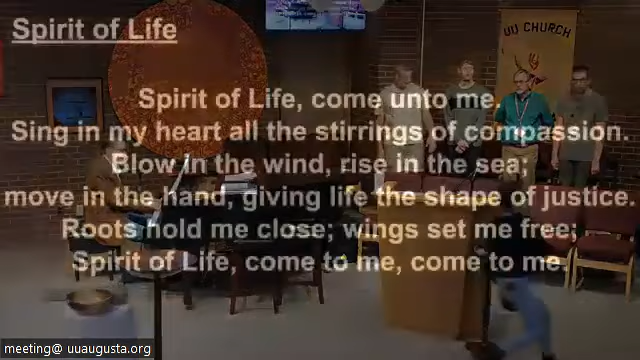 Spirit of Life
UU CHURCH
Spirit of Life, come unto me.
Sing in my heart all the stirrings of compassion.
Blow in the wind, rise in the sea;
move in the hand, giving life the shape of justice.
Roots hold me close; wings set me free;
Spirit of Life, come to me, come to me.
meeting@ uuaugusta.org